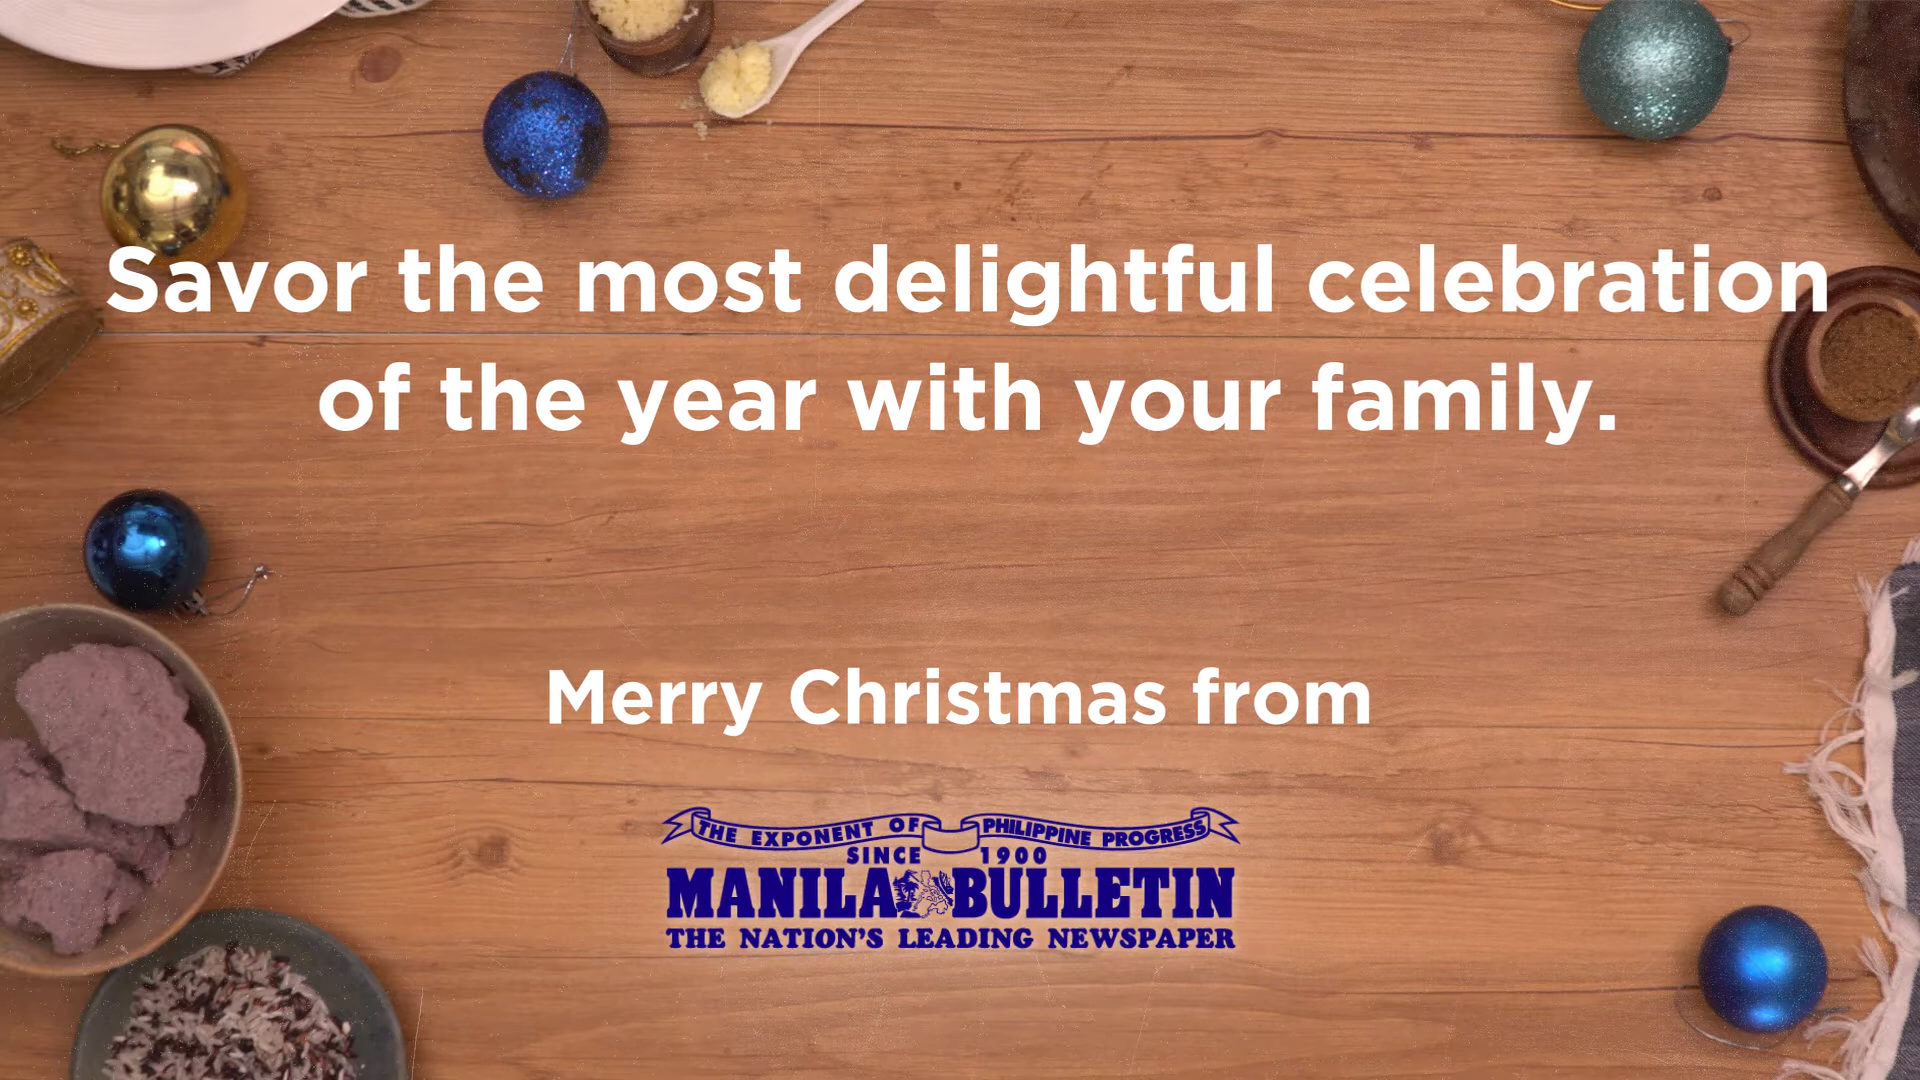 Savor the most delightful celebration
of the year with your family.
Merry Christmas from
THE EXPONENT OF PHILIPPINE PROGRESS
SINCE 1900
MANILA BULLETIN
THE NATION'S LEADING NEWSPAPER